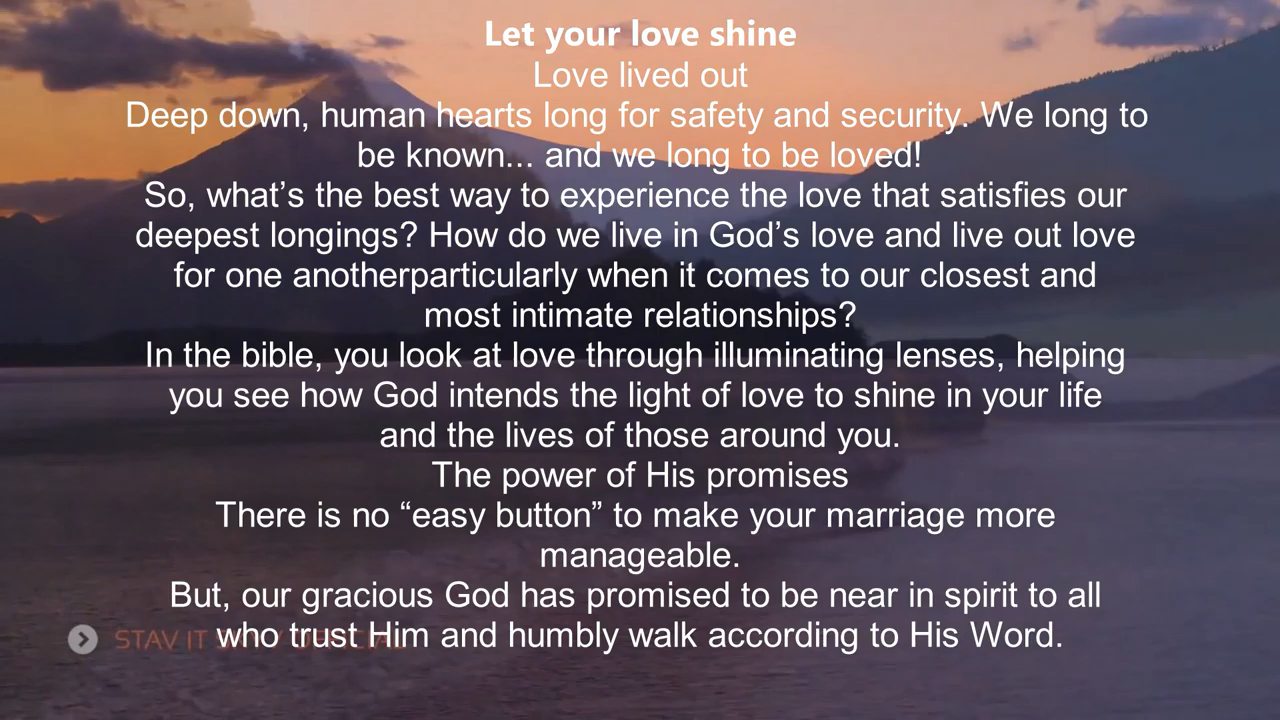 Let your love shine
Love lived out
Deep down, human hearts long for safety and security. We long to
be known... and we long to be loved!
So, what’s the best way to experience the love that satisfies our
deepest longings? How do we live in God’s love and live out love
for one anotherparticularly when it comes to our closest and
most intimate relationships?
In the bible, you look at love through illuminating lenses, helping
you see how God intends the light of love to shine in your life
and the lives of those around you.
The power of His promises
There is no “easy button” to make your marriage more
manageable.
But, our gracious God has promised to be near in spirit to all
who trust Him and humbly walk according to His Word.
STAV IT